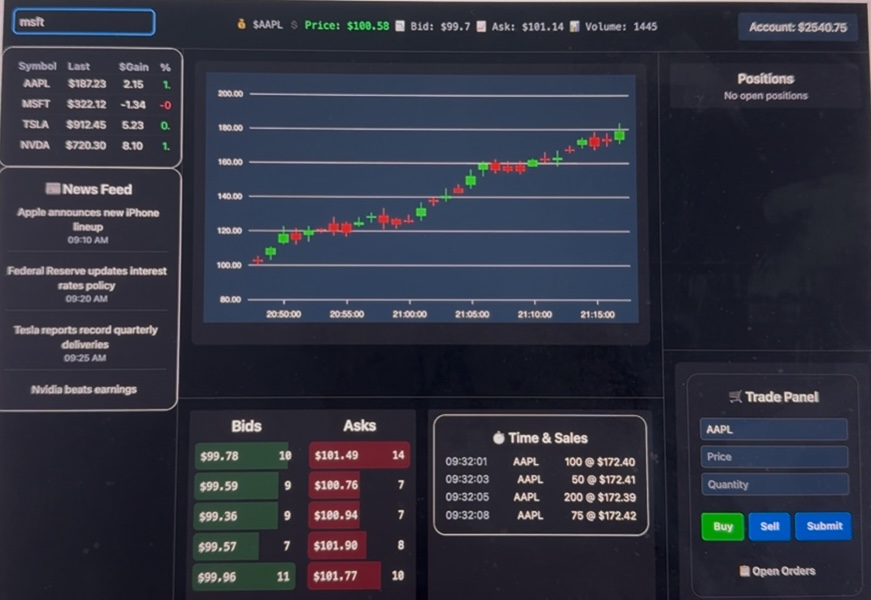 msft
$AAPL $ Price: $100.58 Bid: $99.7 Ask: $101.14 Volume: 1445
Account: $2540.75
Symbol Last $Gain %
AAPL $187.23 2.15 1.
MSFT $322.12 -1.34 -0
TSLA $912.45 5.23 0.
NVDA $720.30 8.10 1.
News Feed
Apple announces new iPhone
lineup
09:10 AM
Federal Reserve updates interest
rates policy
09:20 AM
Tesla reports record quarterly
deliveries
09:25 AM
Nvidia beats earnings
200.00
180.00
160.00
140.00
120.00
100.00
80.00
20:50:00 20:55:00 21:00:00 21:05:00 21:10:00 21:15:00
Positions
No open positions
Bids
$99.78 10
$99.59 9
$99.36 9
$99.57 7
$99.96 11
Asks
$101.49 14
$100.76 7
$100.94 7
$101.90 8
$101.77 10
Time & Sales
09:32:01 AAPL 100 @ $172.40
09:32:03 AAPL 50 @ $172.41
09:32:05 AAPL 200 @ $172.39
09:32:08 AAPL 75 @ $172.42
Trade Panel
AAPL
Price
Quantity
Buy Sell Submit
Open Orders